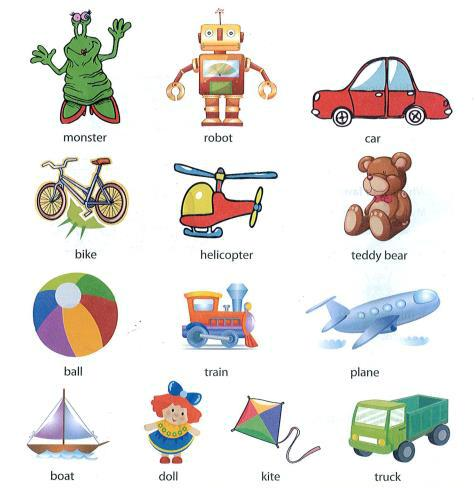 monster robot car
bike helicopter teddy bear
ball train plane
boat doll kite truck